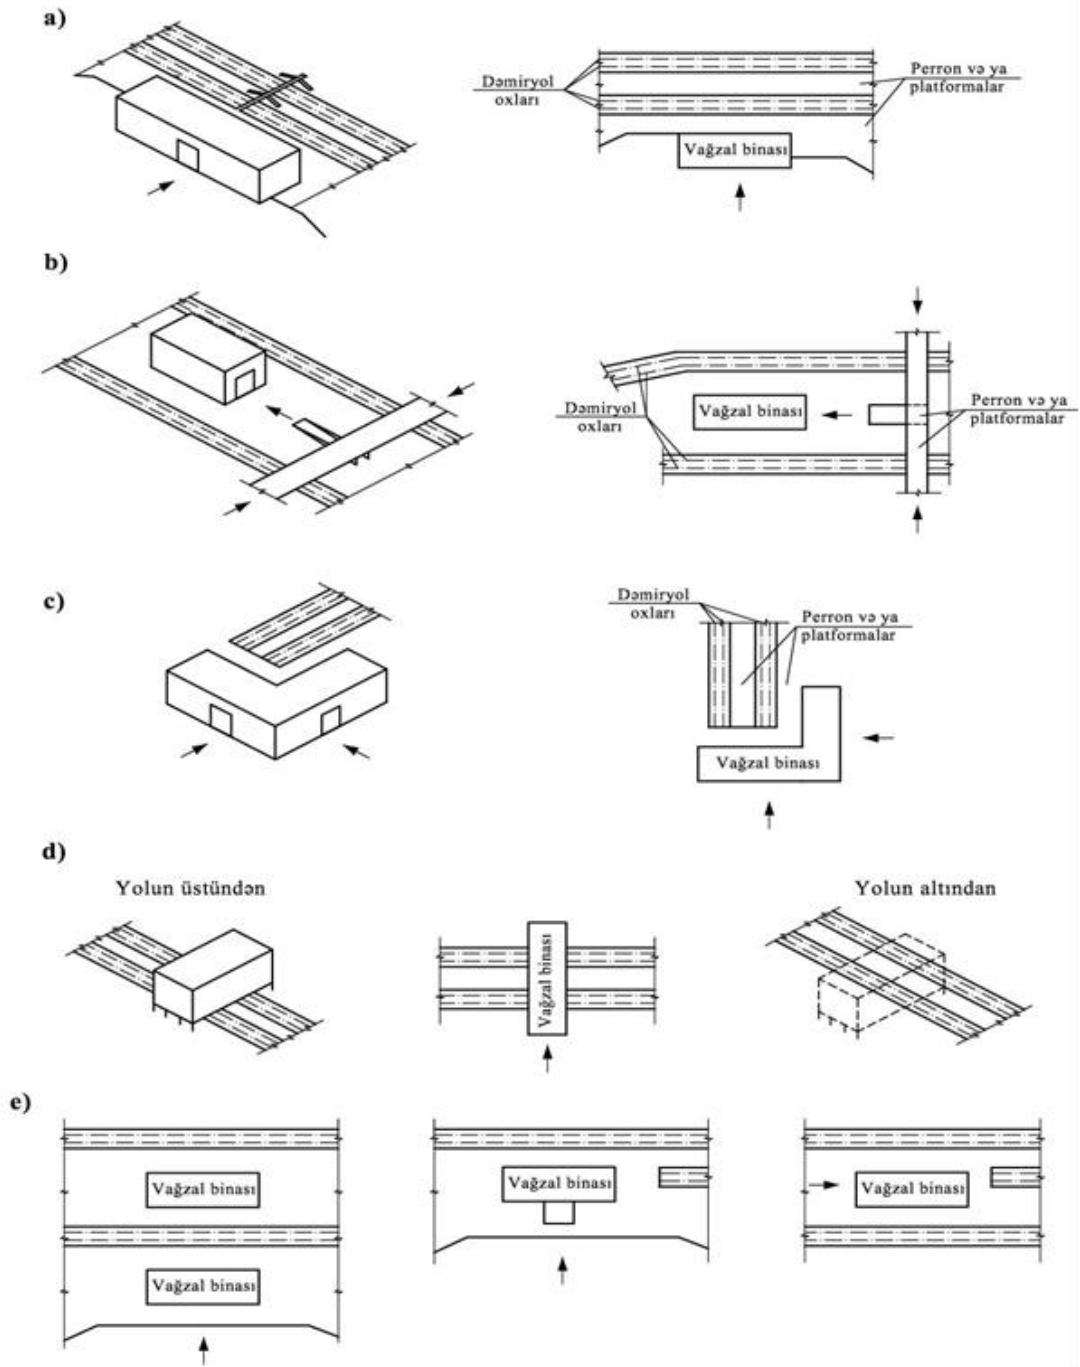 a)
Dəmiryol
oxları
Perron və ya
platformalar
Vağzal binası
b)
Dəmiryol
oxları
Vağzal binası
Perron və ya
platformalar
c)
Dəmiryol
oxları
Perron və ya
platformalar
Vağzal binası
d)
Yolun üstündən
Vağzal binası
Yolun altından
e)
Vağzal binası
Vağzal binası
Vağzal binası
Vağzal binası